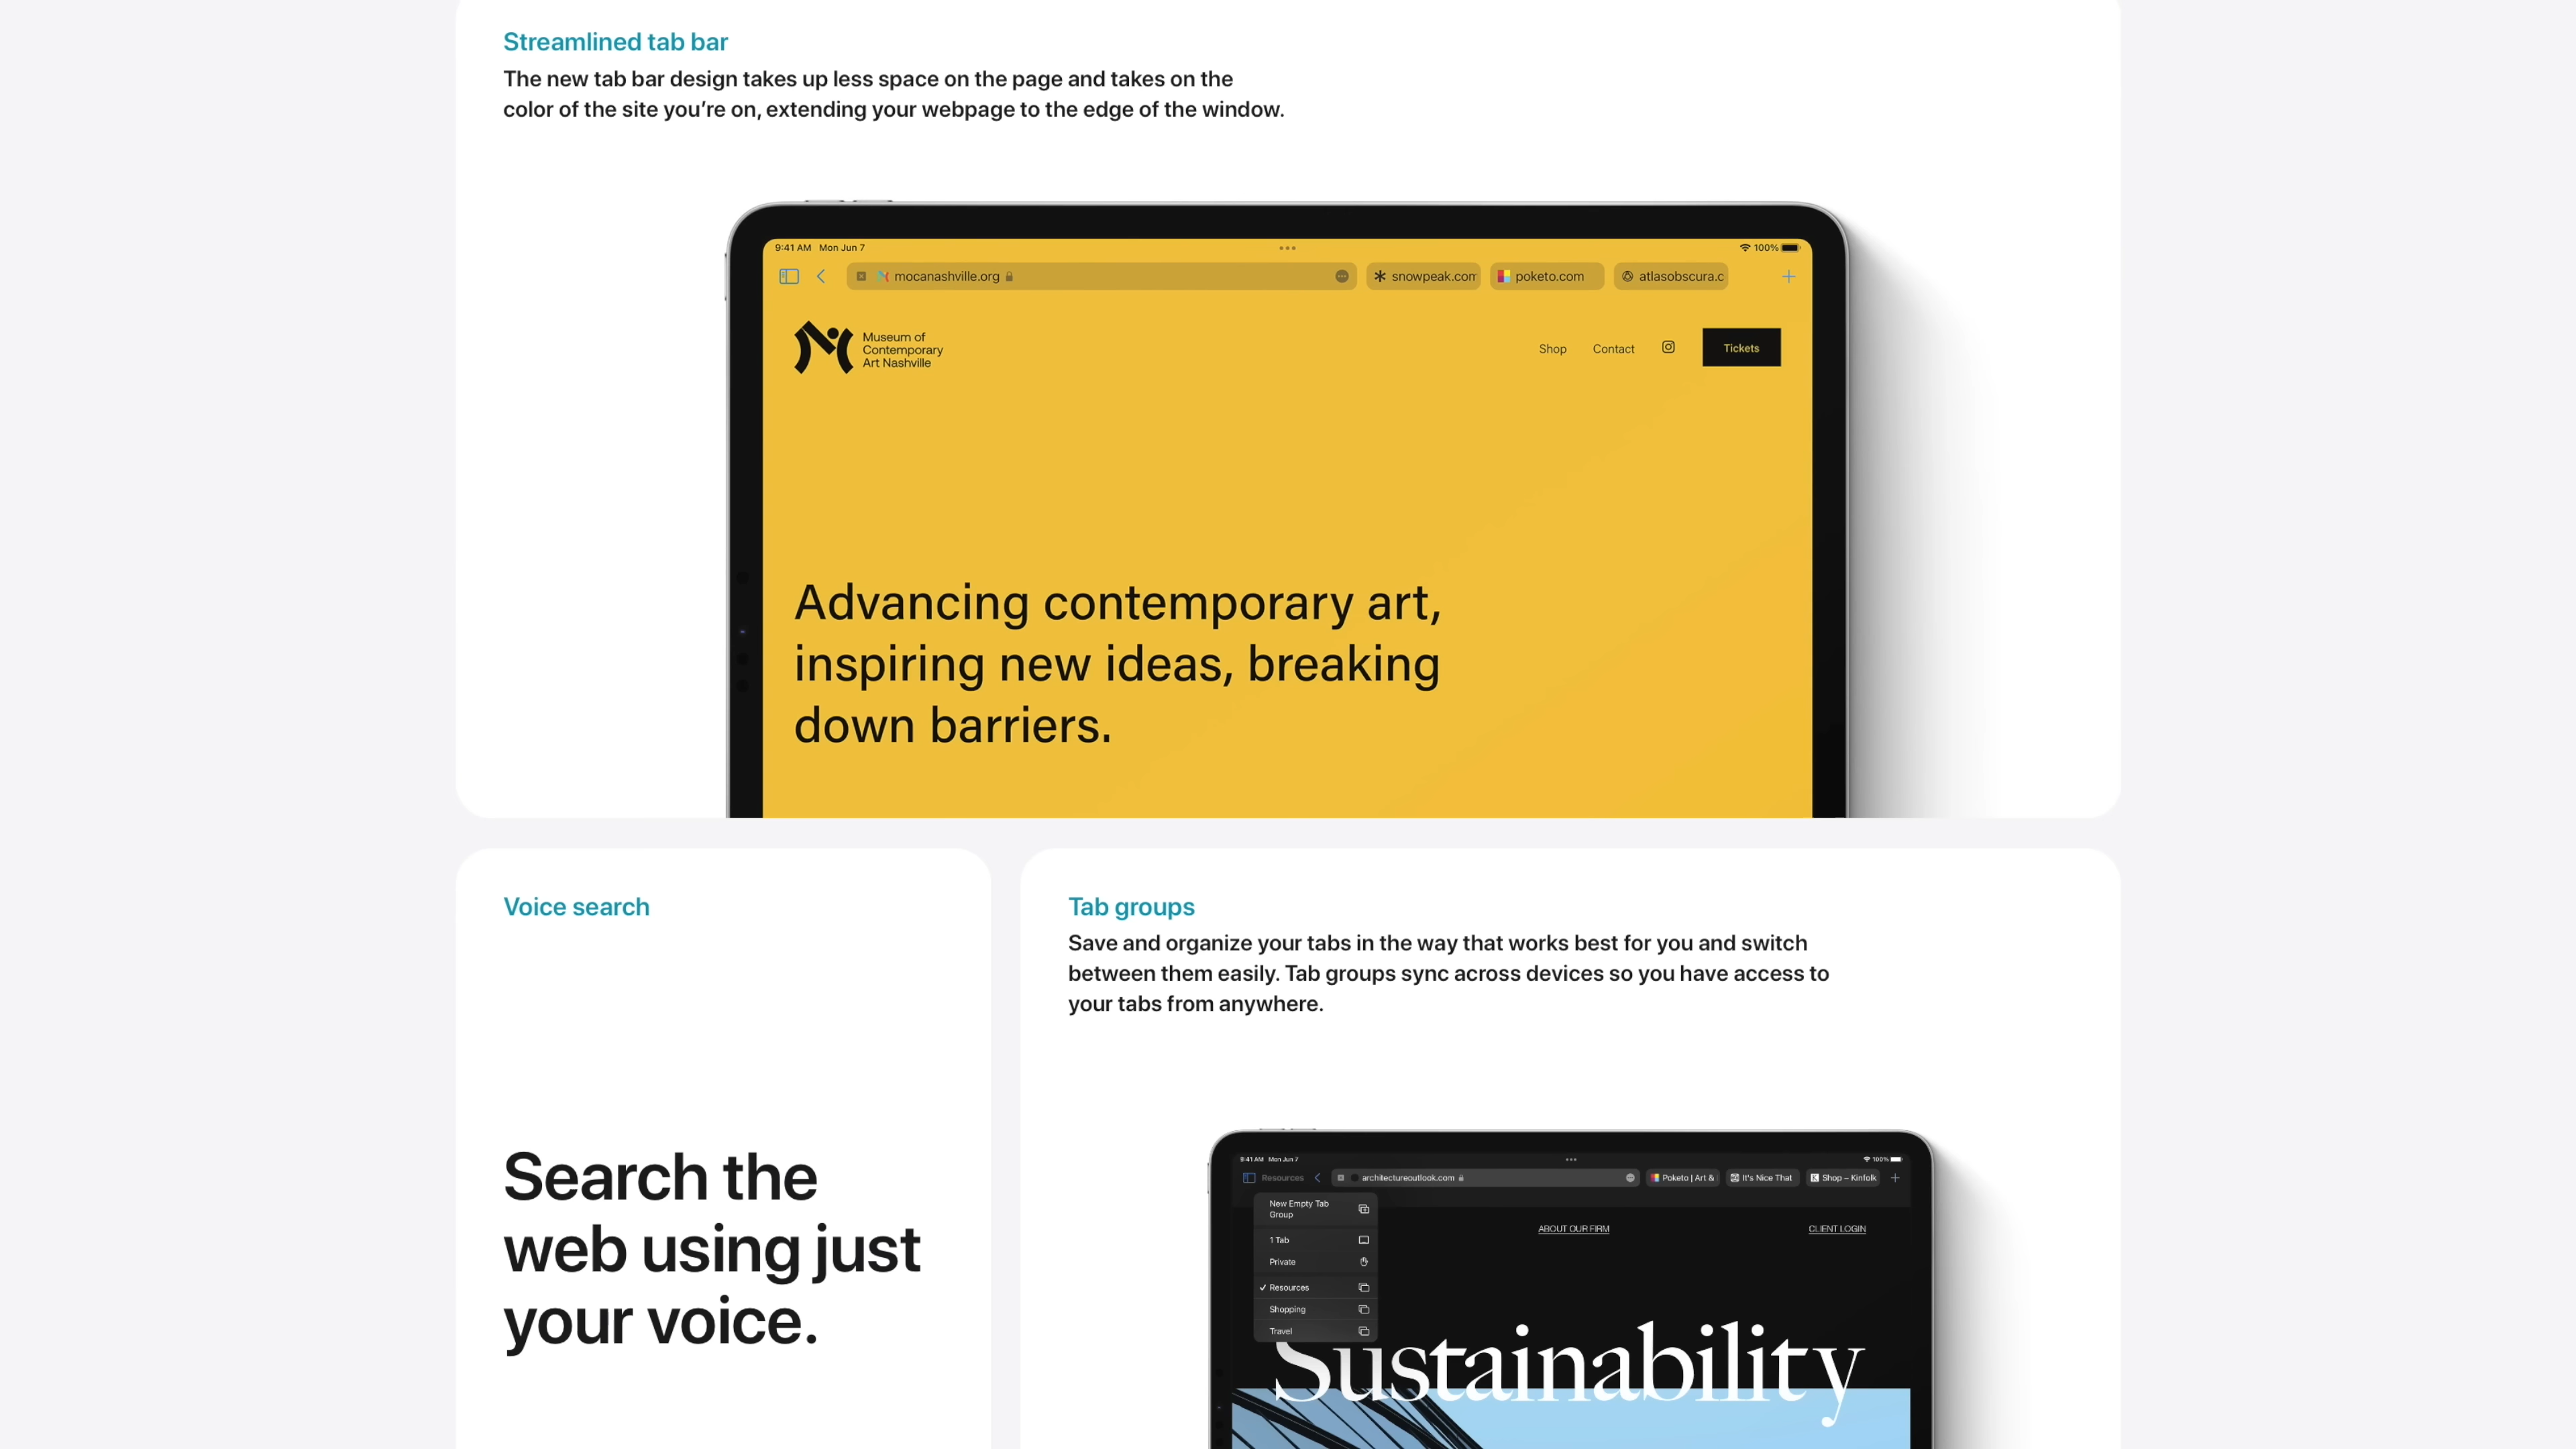 Streamlined tab bar
The new tab bar design takes up less space on the page and takes on the
color of the site you’re on, extending your webpage to the edge of the window.
9:41 AM Mon Jun 7
100%
mocanashville.org
snowpeak.com
poketo.com
atlasobscura.c
Museum of
Contemporary
Art Nashville
Shop
Contact
Tickets
Advancing contemporary art,
inspiring new ideas, breaking
down barriers.
Voice search
Search the
web using just
your voice.
Tab groups
Save and organize your tabs in the way that works best for you and switch
between them easily. Tab groups sync across devices so you have access to
your tabs from anywhere.
9:41 AM Mon Jun 7
100%
Resources
architectureoutlook.com
Poketo | Art &
It's Nice That
Shop – Kinfolk
New Empty Tab
Group
1 Tab
Private
Resources
Shopping
Travel
ABOUT OUR FIRM
CLIENT LOGIN
Sustainability